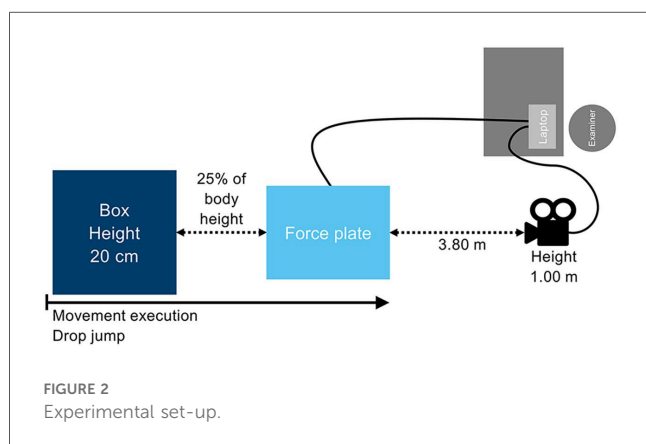 Box
Height
20 cm
25% of
body
height
Force plate
3.80 m
Laptop
Examiner
Height
1.00 m
Movement execution
Drop jump
FIGURE 2
Experimental set-up.